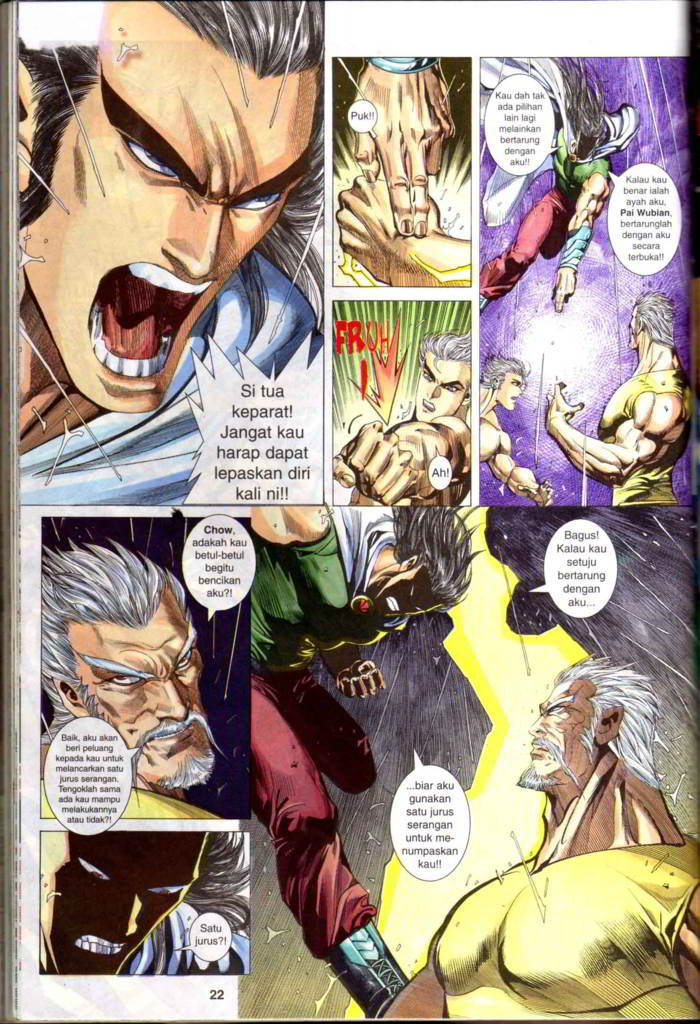 Si tua
keparat!
Jangat kau
harap dapat
lepaskan diri
kali ni!!
Puk!!
FRUH
!
Ah!
Kau dah tak
ada pilihan
lain lagi
melainkan
bertarung
dengan
aku!!
Kalau kau
benar ialah
ayah aku,
Pai Wubian,
bertarunglah
dengan aku
secara
terbuka!!
Chow,
adakah kau
betul-betul
begitu
bencikan
aku?!
Baik, aku akan
beri peluang
kepada kau untuk
melancarkan satu
jurus serangan.
Tengoklah sama
ada kau mampu
melakukannya
atau tidak?!
Satu
jurus?!
Bagus!
Kalau kau
setuju
bertarung
dengan
aku...
...biar aku
gunakan
satu jurus
serangan
untuk me-
numpaskan
kau!!
22